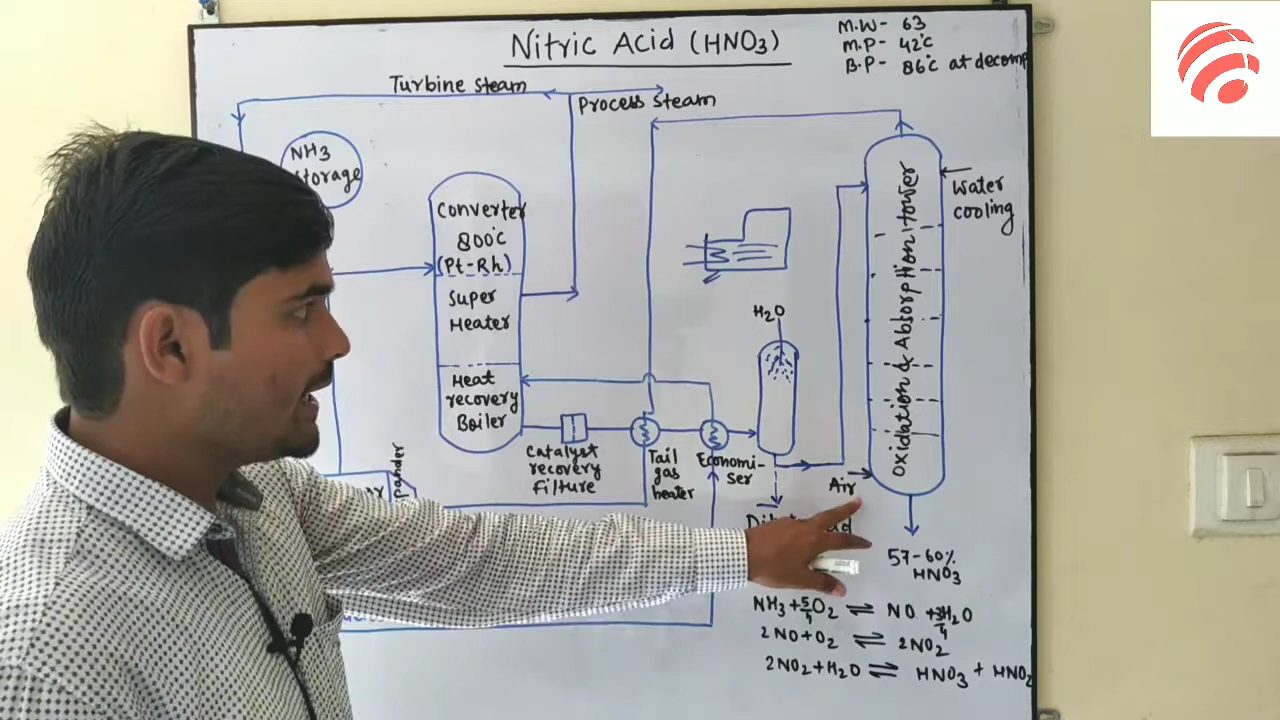 Nitric Acid (HNO3)
M.W- 63
M.P- 42°C
B.P- 86°C at decomp
Turbine steam
Process steam
NH3
storage
Converter
800°C
(Pt-Rh)
Super
Heater
Heat
recovery
Boiler
Catalyst
recovery
Filture
Tail
gas
heater
Economi-
ser
H2O
Oxidation & Absorption tower
Water
cooling
Air
57-60%
HNO3
NH3 + 5/4 O2 ⇌ NO + 3/4 H2O
2NO + O2 ⇌ 2NO2
2NO2 + H2O ⇌ HNO3 + HNO2